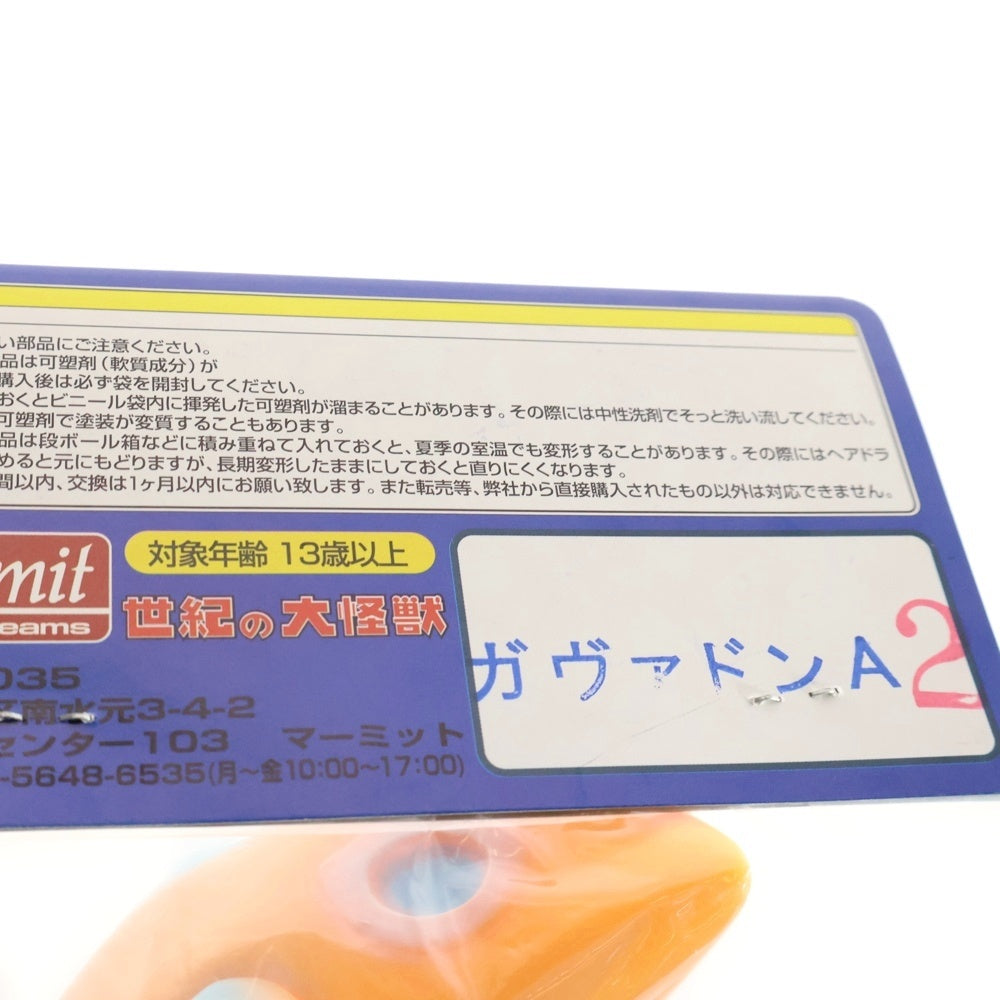 い部品にご注意ください。
品は可塑剤（軟質成分）が
購入後は必ず袋を開封してください。
おくとビニール袋内に揮発した可塑剤が溜まることがあります。その際には中性洗剤でそっと洗い流してください。
可塑剤で塗装が変質することもあります。
品は段ボール箱などに積み重ねて入れておくと、夏季の室温でも変形することがあります。その際にはヘアドラ
めると元にもどりますが、長期変形したままにしておくと直りにくくなります。
間以内、交換は1ヶ月以内にお願い致します。また転売等、弊社から直接購入されたもの以外は対応できません。
mit
eams
対象年齢 13歳以上
世紀の大怪獣
035
区南水元3-4-2
センター103 マーミット
-5648-6535(月～金10:00～17:00)
ガヴァドンA
2